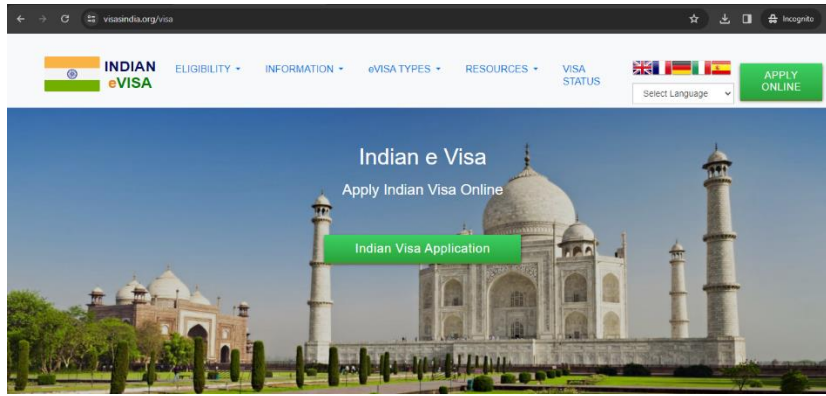 visasindia.org/visa
Incognito
INDIAN
eVISA
ELIGIBILITY
INFORMATION
eVISA TYPES
RESOURCES
VISA
STATUS
Select Language
APPLY
ONLINE
Indian e Visa
Apply Indian Visa Online
Indian Visa Application